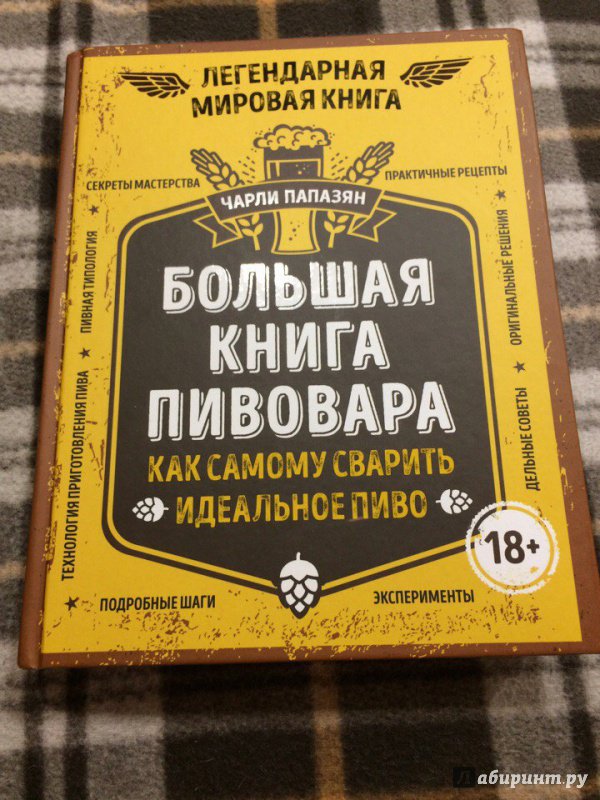 ЛЕГЕНДАРНАЯ
МИРОВАЯ КНИГА
СЕКРЕТЫ МАСТЕРСТВА
ПРАКТИЧНЫЕ РЕЦЕПТЫ
ЧАРЛИ ПАПАЗЯН
БОЛЬШАЯ
КНИГА
ПИВОВАРА
КАК САМОМУ СВАРИТЬ
ИДЕАЛЬНОЕ ПИВО
ПИВНАЯ ТИПОЛОГИЯ
ТЕХНОЛОГИЯ ПРИГОТОВЛЕНИЯ ПИВА
ОРИГИНАЛЬНЫЕ РЕШЕНИЯ
ДЕЛЬНЫЕ СОВЕТЫ
18+
ПОДРОБНЫЕ ШАГИ
ЭКСПЕРИМЕНТЫ
Лабиринт.ру